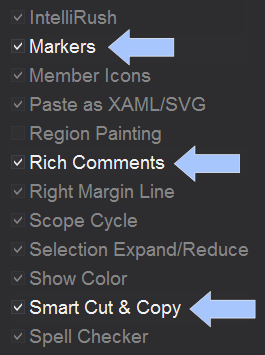 IntelliRush
Markers
Member Icons
Paste as XAML/SVG
Region Painting
Rich Comments
Right Margin Line
Scope Cycle
Selection Expand/Reduce
Show Color
Smart Cut & Copy
Spell Checker